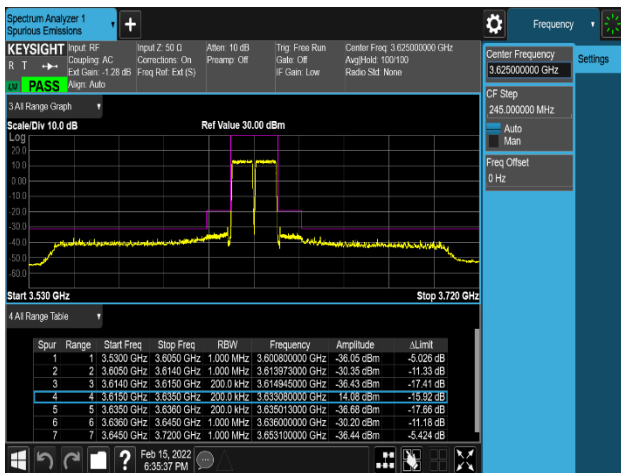 Spectrum Analyzer 1
Spurious Emissions
+
Frequency
KEYSIGHT Input: RF Input Z: 50 Ω Atten: 10 dB Trig: Free Run Center Freq: 3.625000000 GHz
R T Coupling: AC Corrections: On Preamp: Off Gate: Off Avg|Hold: 100/100
Ext Gain: -1.28 dB Freq Ref: Ext (S) IF Gain: Low Radio Std: None
PASS Align: Auto
Center Frequency
3.625000000 GHz
Settings
CF Step
245.000000 MHz
Auto
Man
Freq Offset
0 Hz
3 All Range Graph
Scale/Div 10.0 dB Ref Value 30.00 dBm
Log
20.0
10.0
0.00
-10.0
-20.0
-30.0
-40.0
-50.0
-60.0
Start 3.530 GHz Stop 3.720 GHz
4 All Range Table
Spur Range Start Freq Stop Freq RBW Frequency Amplitude ΔLimit
1 1 3.5300 GHz 3.6050 GHz 1.000 MHz 3.600800000 GHz -36.05 dBm -5.026 dB
2 2 3.6050 GHz 3.6140 GHz 1.000 MHz 3.613973000 GHz -30.35 dBm -11.33 dB
3 3 3.6140 GHz 3.6150 GHz 200.0 kHz 3.614945000 GHz -36.43 dBm -17.41 dB
4 4 3.6150 GHz 3.6350 GHz 200.0 kHz 3.633080000 GHz 14.08 dBm -15.92 dB
5 5 3.6350 GHz 3.6360 GHz 200.0 kHz 3.635013000 GHz -36.68 dBm -17.66 dB
6 6 3.6360 GHz 3.6450 GHz 1.000 MHz 3.636000000 GHz -30.20 dBm -11.18 dB
7 7 3.6450 GHz 3.7200 GHz 1.000 MHz 3.653100000 GHz -36.44 dBm -5.424 dB
? Feb 15, 2022
6:35:37 PM